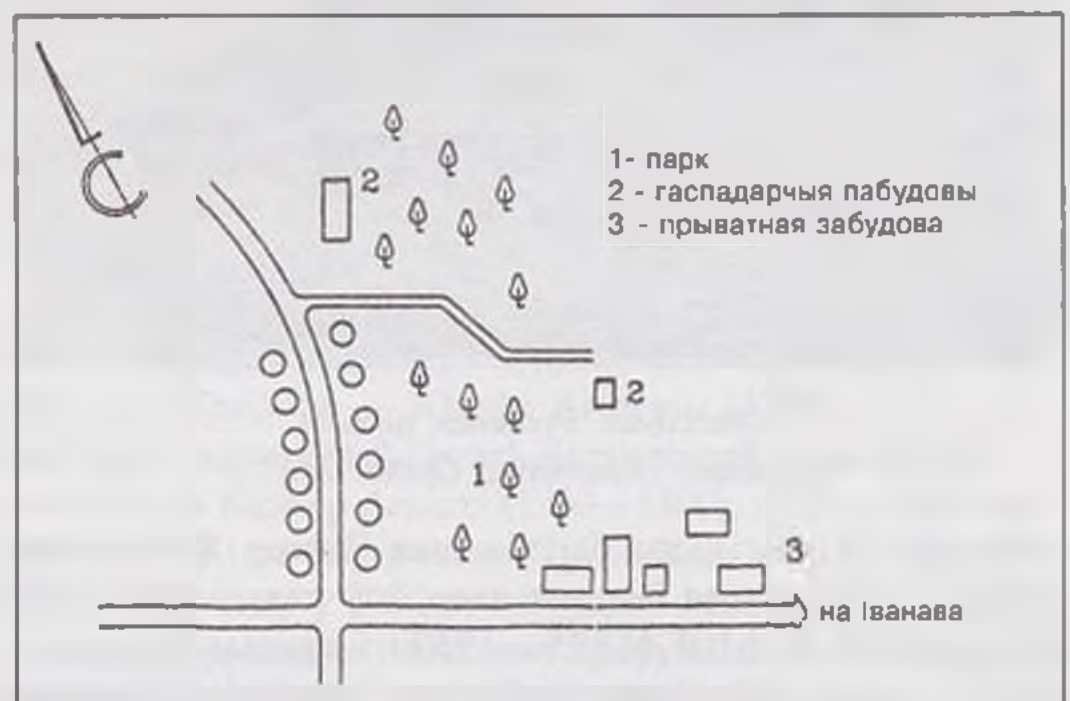 1- парк
2 - гаспадарчыя пабудовы
3 - прыватная забудова
2
2
1
3
на Іванава
С